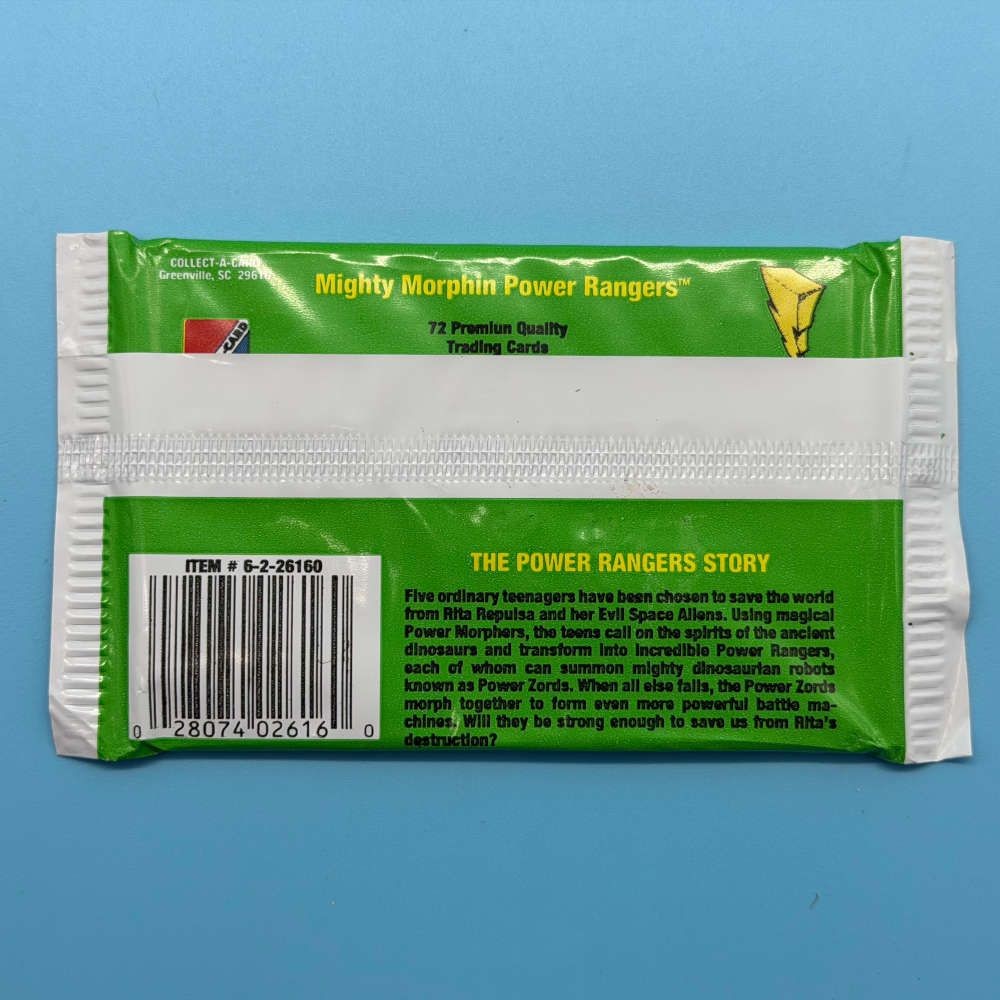 COLLECT-A-CARD
Greenville, SC 29610
Mighty Morphin Power Rangers™
72 Premiun Quality
Trading Cards
-CARD
ITEM # 6-2-26160
0 28074 02616 0
THE POWER RANGERS STORY
Five ordinary teenagers have been chosen to save the world
from Rita Repulsa and her Evil Space Aliens. Using magical
Power Morphers, the teens call on the spirits of the ancient
dinosaurs and transform into incredible Power Rangers,
each of whom can summon mighty dinosaurian robots
known as Power Zords. When all else fails, the Power Zords
morph together to form even more powerful battle ma-
chines. Will they be strong enough to save us from Rita's
destruction?